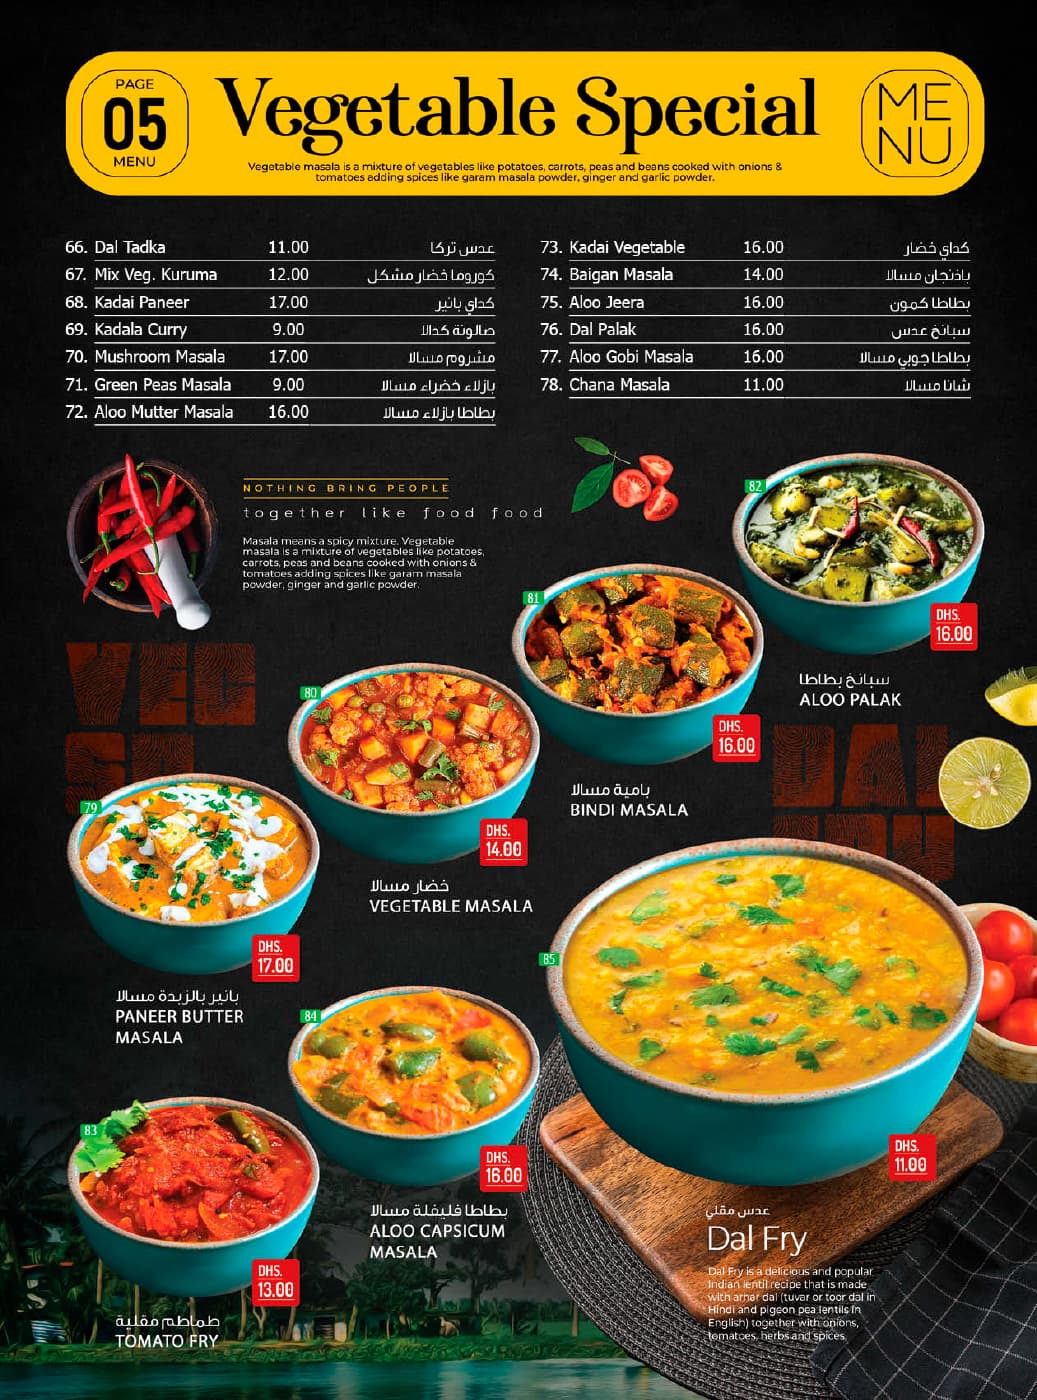 PAGE
05
MENU
Vegetable Special
Vegetable masala is a mixture of vegetables like potatoes, carrots, peas and beans cooked with onions &
tomatoes adding spices like garam masala powder, ginger and garlic powder.
ME
NU
66. Dal Tadka 11.00 عدس تركا
67. Mix Veg. Kuruma 12.00 كوروما خضار مشكل
68. Kadai Paneer 17.00 كداي بانير
69. Kadala Curry 9.00 صالونة كدالا
70. Mushroom Masala 17.00 مشروم مسالا
71. Green Peas Masala 9.00 بازلاء خضراء مسالا
72. Aloo Mutter Masala 16.00 بطاطا بازلاء مسالا
73. Kadai Vegetable 16.00 كداي خضار
74. Baigan Masala 14.00 باذنجان مسالا
75. Aloo Jeera 16.00 بطاطا كمون
76. Dal Palak 16.00 سبانخ عدس
77. Aloo Gobi Masala 16.00 بطاطا جوبي مسالا
78. Chana Masala 11.00 شانا مسالا
NOTHING BRING PEOPLE
together like food food
Masala means a spicy mixture. Vegetable
masala is a mixture of vegetables like potatoes,
carrots, peas and beans cooked with onions &
tomatoes adding spices like garam masala
powder, ginger and garlic powder.
82
DHS.
16.00
سبانخ بطاطا
ALOO PALAK
81
DHS.
16.00
بامية مسالا
BINDI MASALA
80
DHS.
14.00
خضار مسالا
VEGETABLE MASALA
VEG
79
DHS.
17.00
بانير بالزبدة مسالا
PANEER BUTTER
MASALA
DAL
85
DHS.
11.00
عدس مقلي
Dal Fry
Dal Fry is a delicious and popular
Indian lentil recipe that is made
with arhar dal (tuvar or toor dal in
Hindi and pigeon pea lentils in
English) together with onions,
tomatoes, herbs and spices.
84
DHS.
16.00
بطاطا فليفلة مسالا
ALOO CAPSICUM
MASALA
83
DHS.
13.00
طماطم مقلية
TOMATO FRY